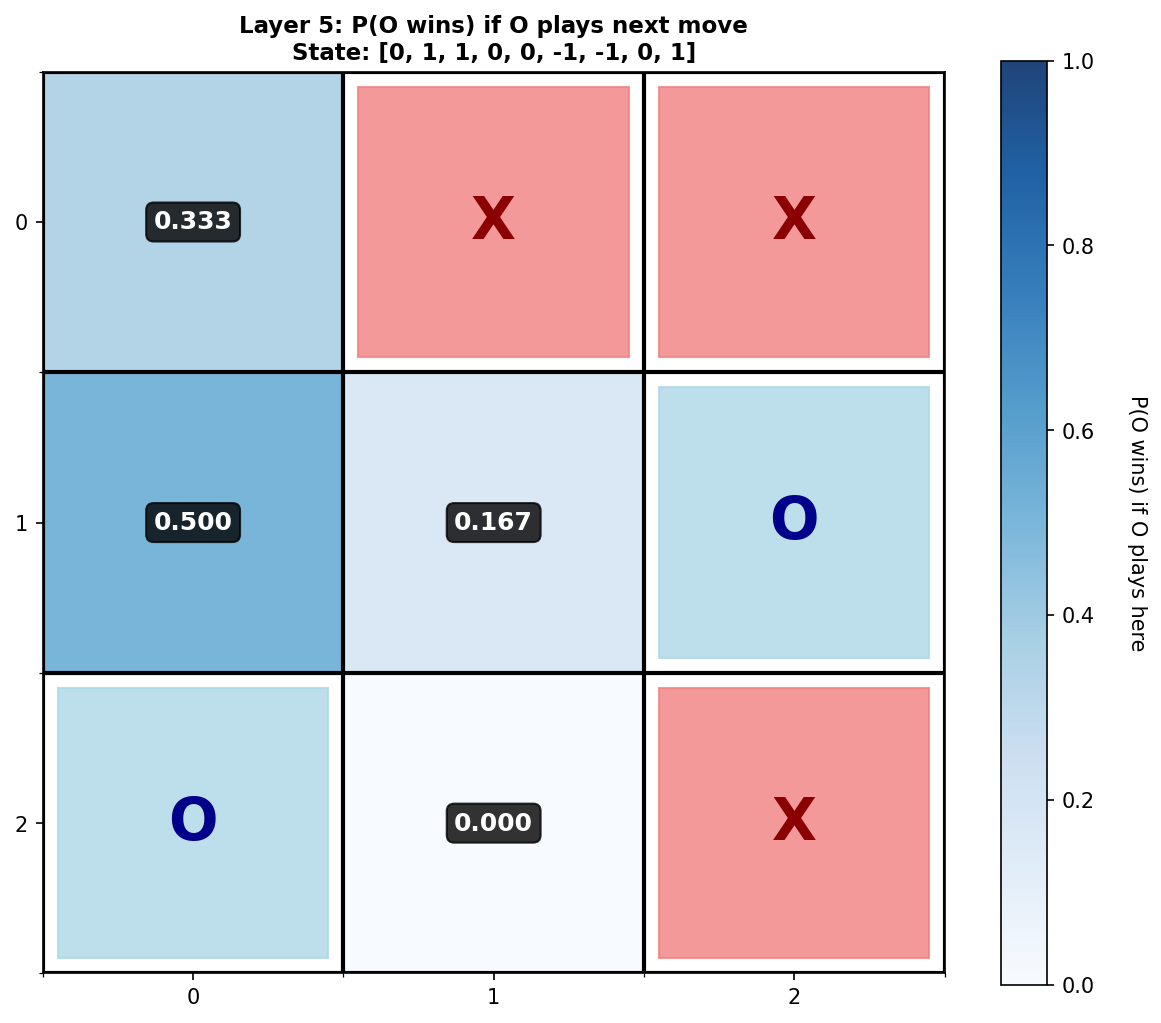 Layer 5: P(O wins) if O plays next move
State: [0, 1, 1, 0, 0, -1, -1, 0, 1]
0
0.333
X
X
1
0.500
0.167
O
2
O
0.000
X
0
1
2
1.0
0.8
0.6
0.4
0.2
0.0
P(O wins) if O plays here